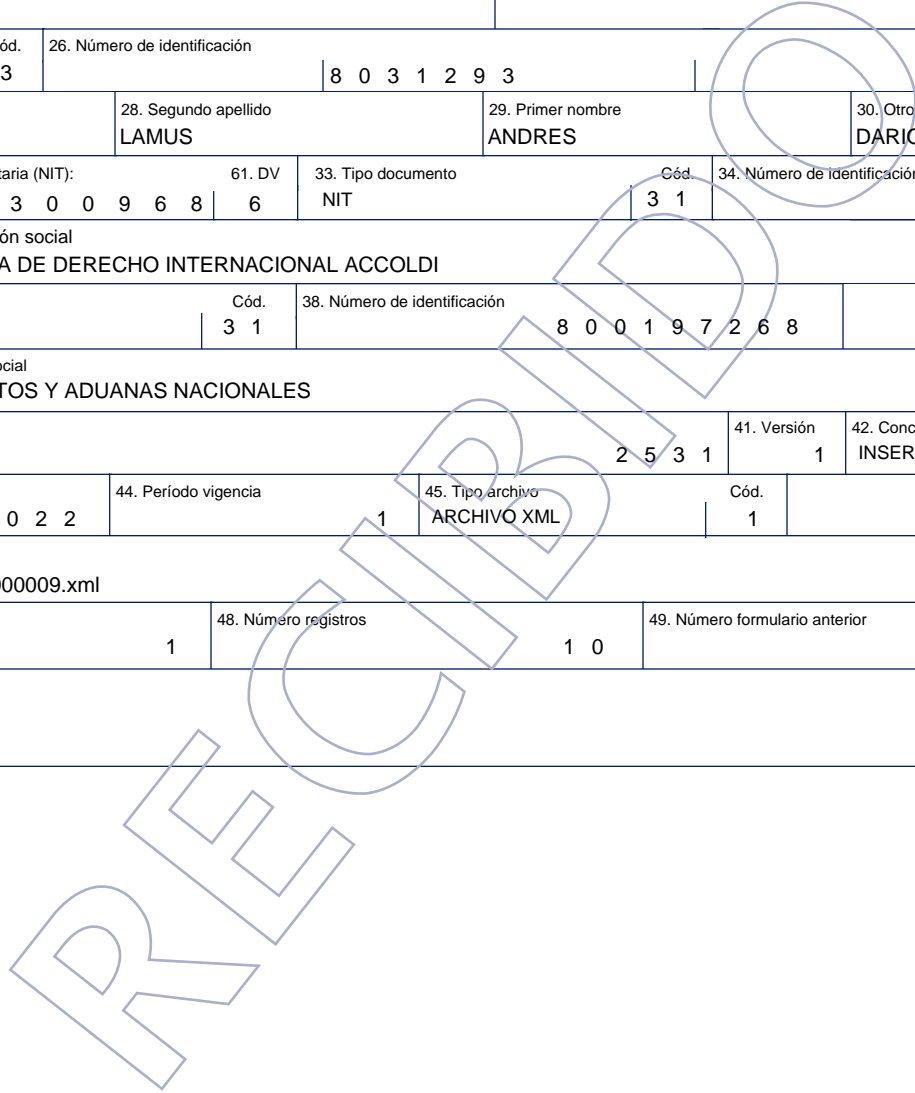 ód. 26. Número de identificación
3 8 0 3 1 2 9 3
28. Segundo apellido 29. Primer nombre 30. Otro
LAMUS ANDRES DARIO
taria (NIT): 61. DV 33. Tipo documento Cód. 34. Número de identificación
3 0 0 9 6 8 6 NIT 3 1
ón social
A DE DERECHO INTERNACIONAL ACCOLDI
Cód. 38. Número de identificación
3 1 8 0 0 1 9 7 2 6 8
ocial
TOS Y ADUANAS NACIONALES
41. Versión 42. Conc
2 5 3 1 1 INSER
44. Período vigencia 45. Tipo archivo Cód.
0 2 2 1 ARCHIVO XML 1
000009.xml
48. Número registros 49. Número formulario anterior
1 1 0
RECIBIDO